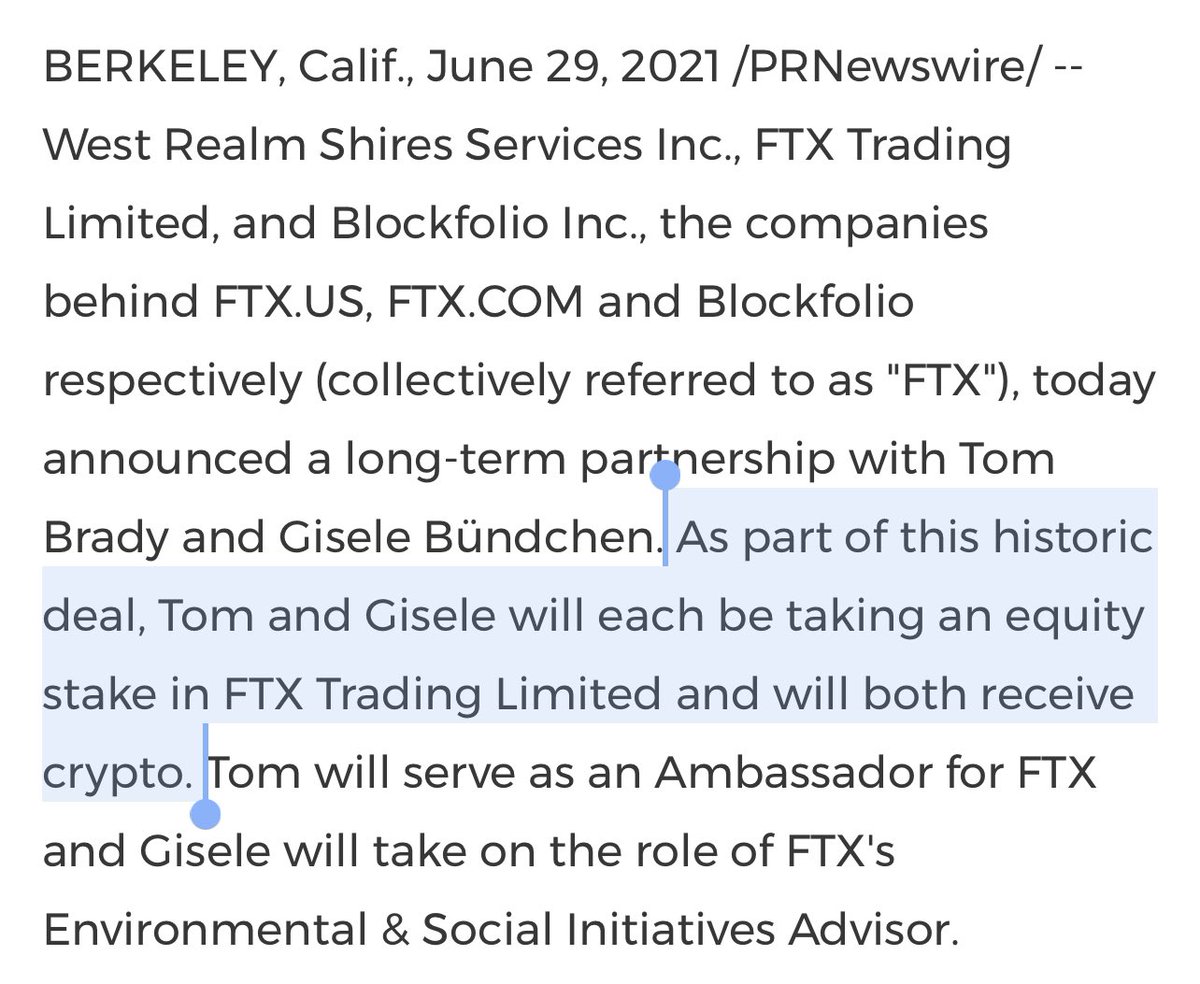 BERKELEY, Calif., June 29, 2021 /PRNewswire/ --
West Realm Shires Services Inc., FTX Trading
Limited, and Blockfolio Inc., the companies
behind FTX.US, FTX.COM and Blockfolio
respectively (collectively referred to as "FTX"), today
announced a long-term partnership with Tom
Brady and Gisele Bündchen. As part of this historic
deal, Tom and Gisele will each be taking an equity
stake in FTX Trading Limited and will both receive
crypto. Tom will serve as an Ambassador for FTX
and Gisele will take on the role of FTX's
Environmental & Social Initiatives Advisor.